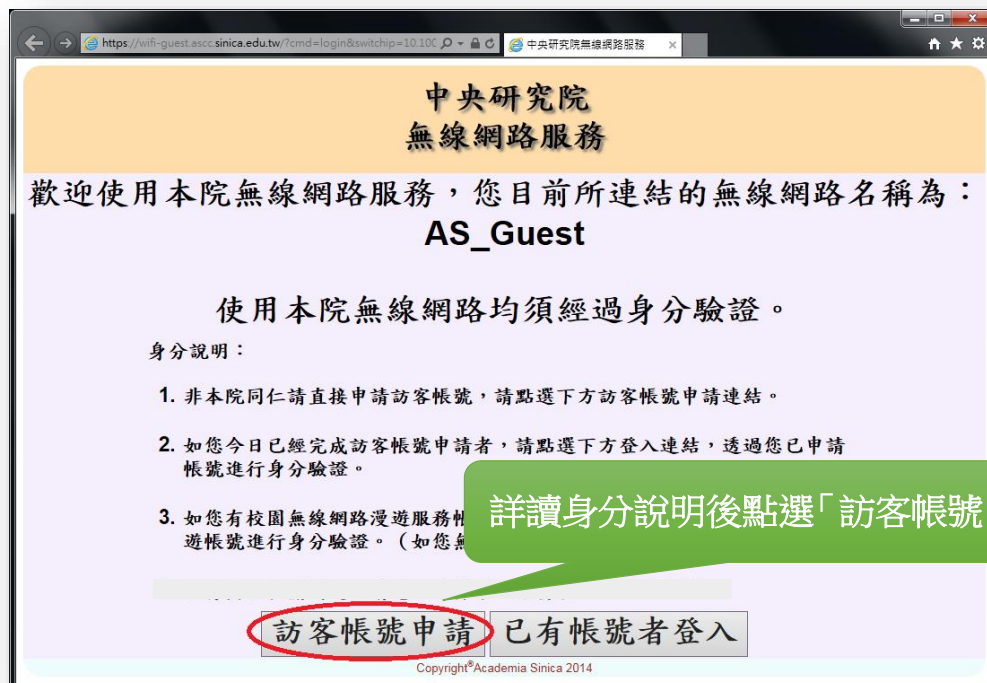 https://wifi-guest.ascc.sinica.edu.tw/?cmd=login&switchip=10.100
中央研究院無線網路服務
中央研究院
無線網路服務
歡迎使用本院無線網路服務，您目前所連結的無線網路名稱為：
AS_Guest
使用本院無線網路均須經過身分驗證。
身分說明：
1. 非本院同仁請直接申請訪客帳號，請點選下方訪客帳號申請連結。
2. 如您今日已經完成訪客帳號申請者，請點選下方登入連結，透過您已申請
帳號進行身分驗證。
3. 如您有校園無線網路漫遊服務帳
遊帳號進行身分驗證。（如您無
詳讀身分說明後點選「訪客帳號
訪客帳號申請
已有帳號者登入
Copyright®Academia Sinica 2014